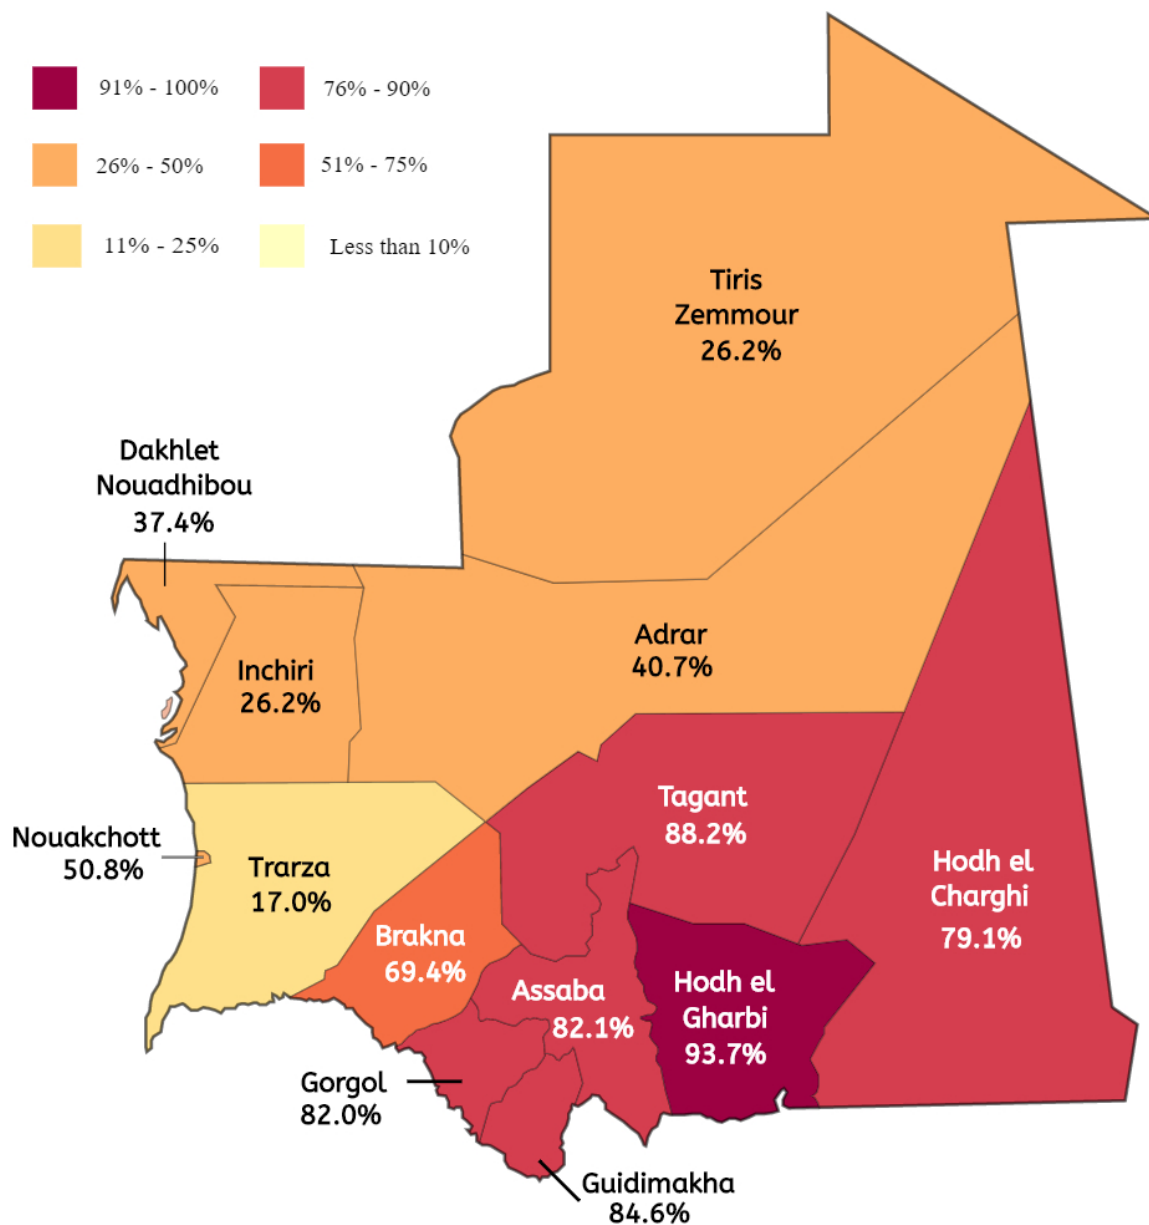 91% - 100%
76% - 90%
26% - 50%
51% - 75%
11% - 25%
Less than 10%
Tiris
Zemmour
26.2%
Dakhlet
Nouadhibou
37.4%
Adrar
40.7%
Inchiri
26.2%
Tagant
88.2%
Nouakchott
50.8%
Trarza
17.0%
Hodh el
Charghi
79.1%
Brakna
69.4%
Assaba
82.1%
Hodh el
Gharbi
93.7%
Gorgol
82.0%
Guidimakha
84.6%